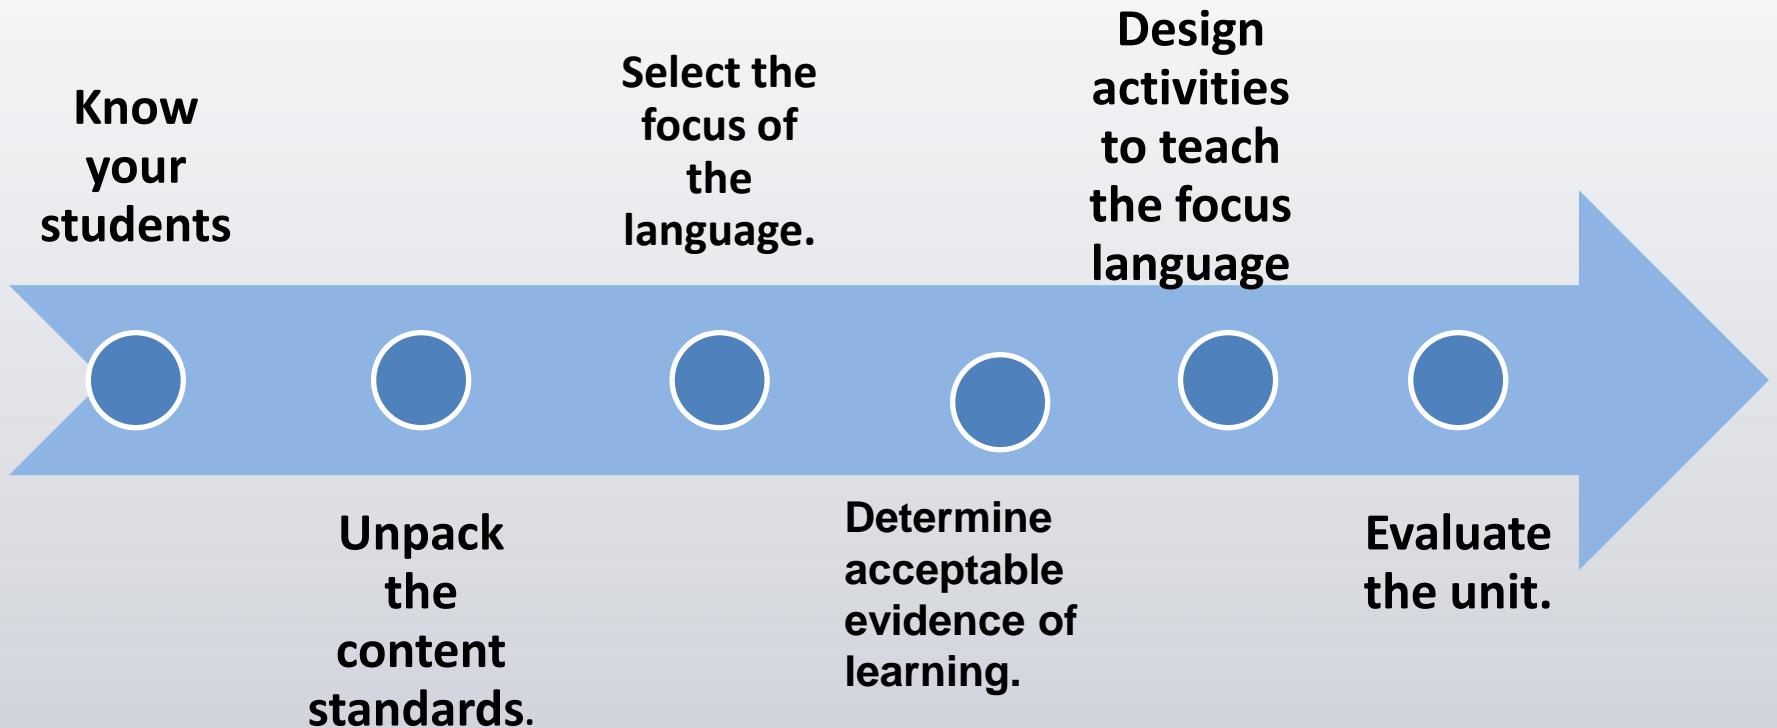 Know
your
students
Unpack
the
content
standards.
Select the
focus of
the
language.
Determine
acceptable
evidence of
learning.
Design
activities
to teach
the focus
language
Evaluate
the unit.